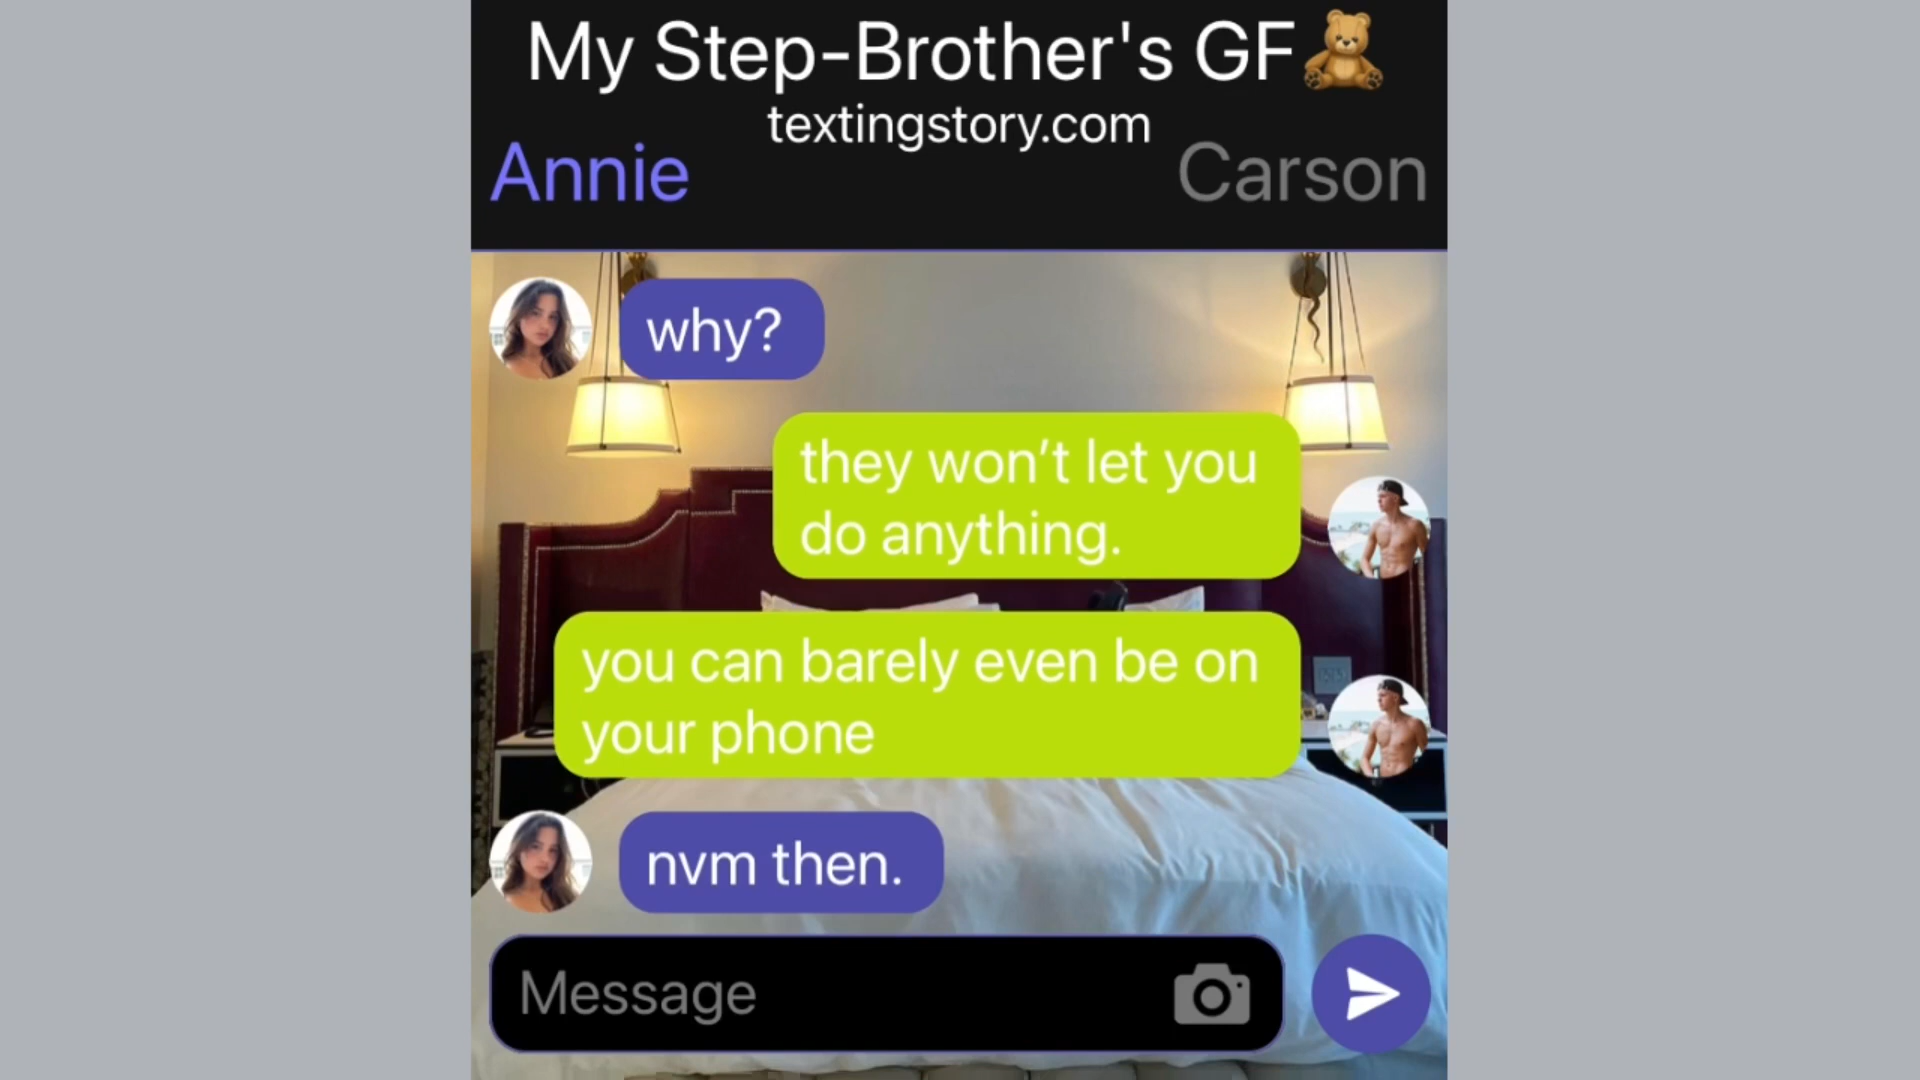 My Step-Brother's GF🧸
textingstory.com
Annie
Carson
why?
they won’t let you
do anything.
you can barely even be on
your phone
nvm then.
Message